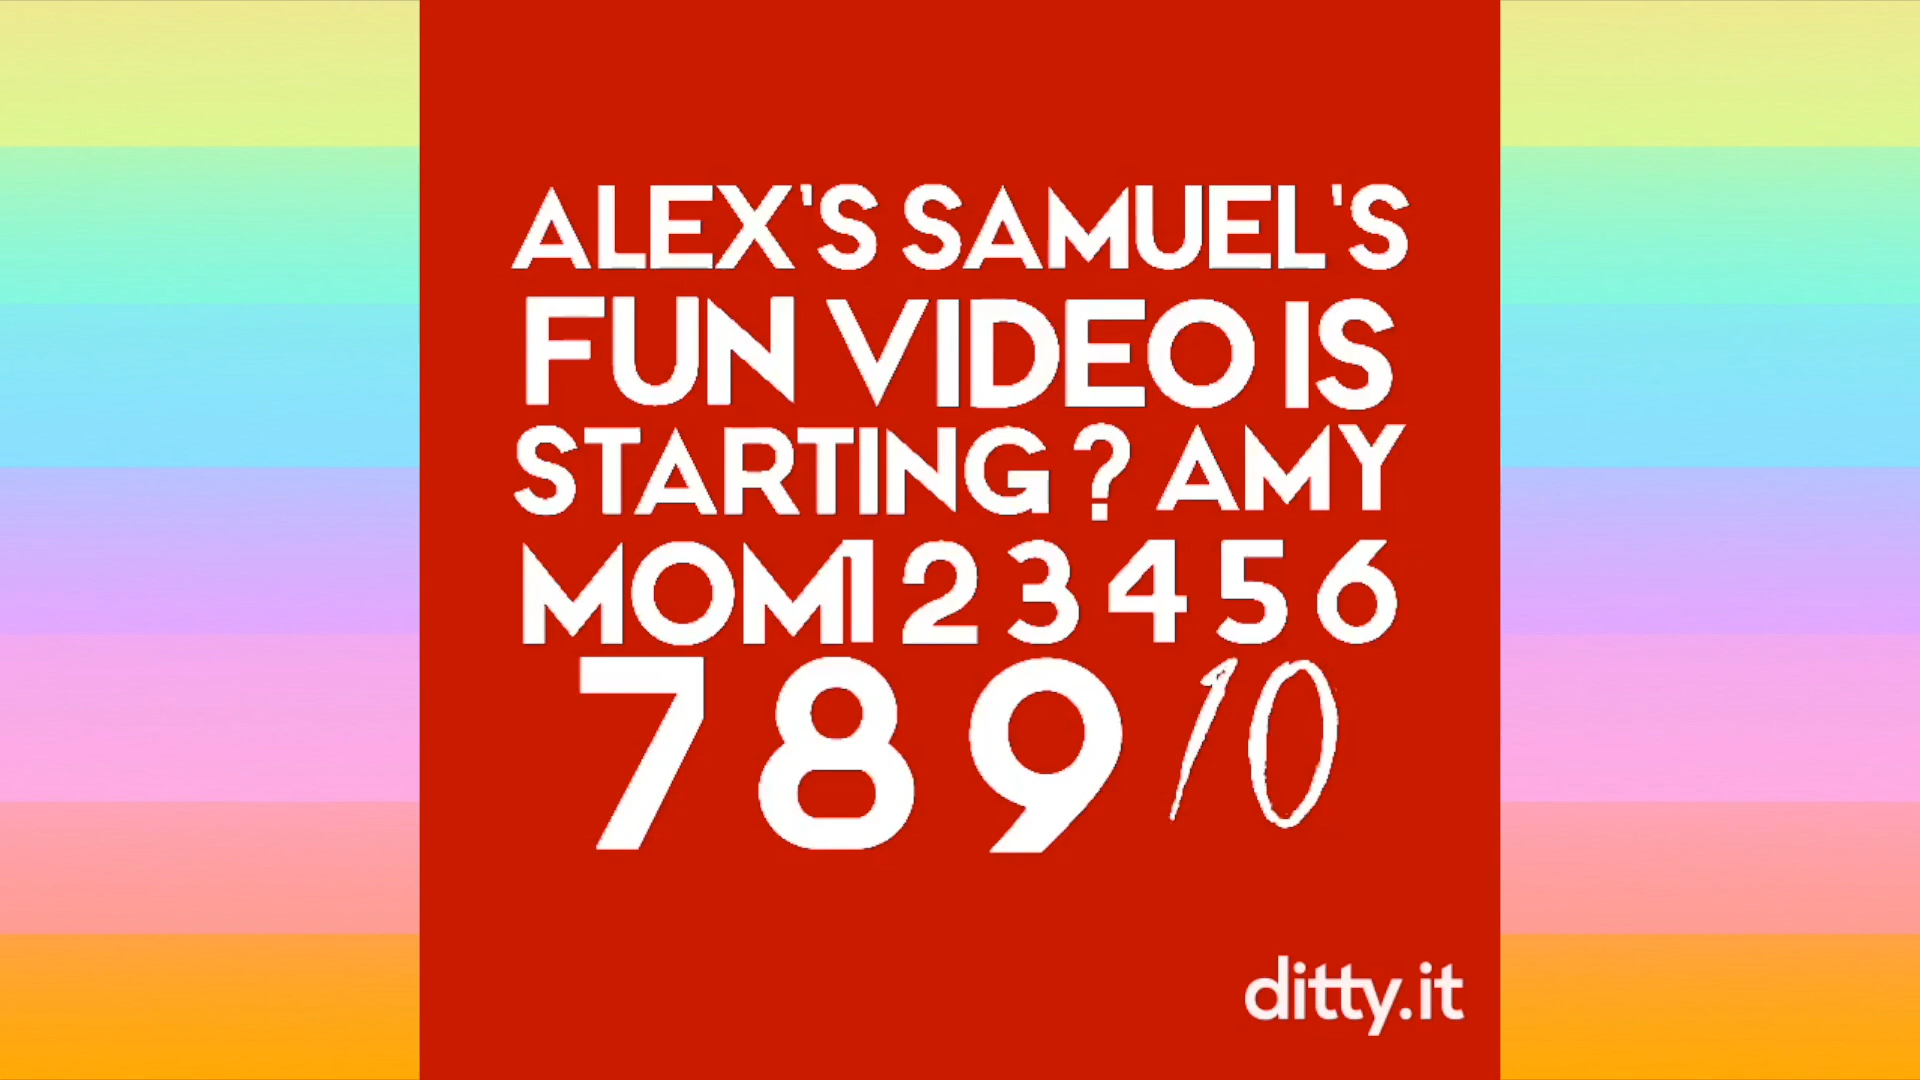 ALEX'S SAMUEL'S
FUN VIDEO IS
STARTING ? AMY
MOM1 2 3 4 5 6
7 8 9 10
ditty.it